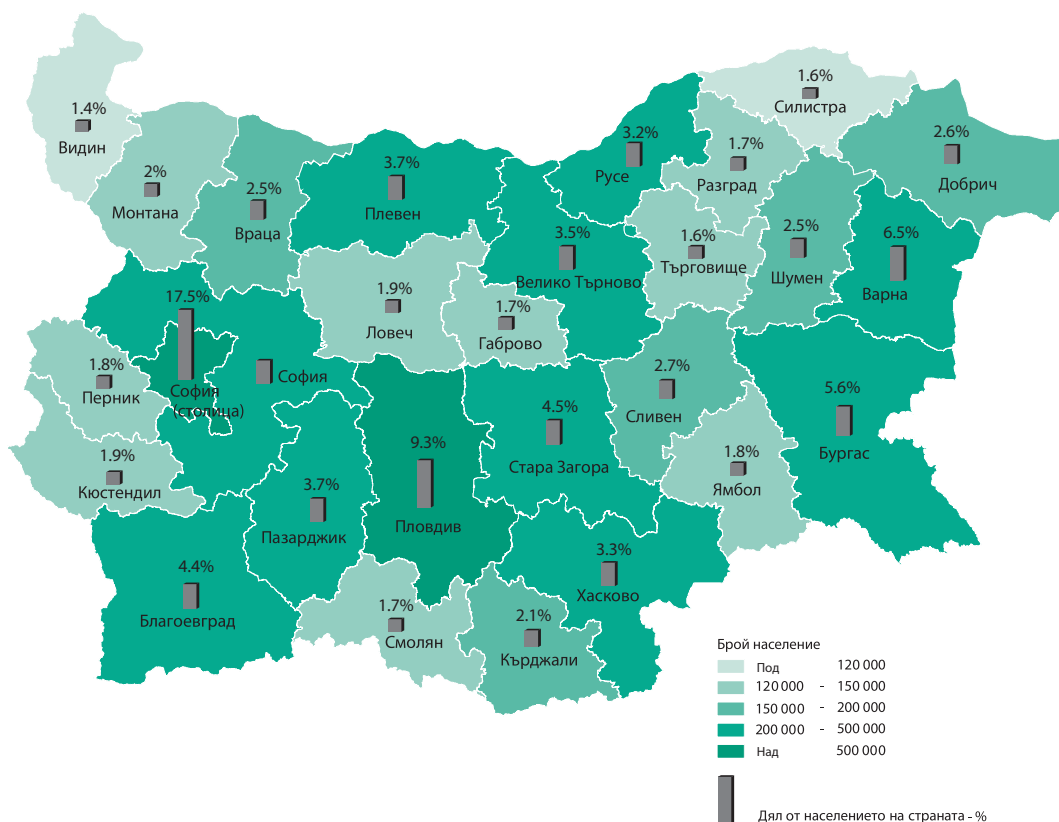 1.6%
Силистра
1.4%
Видин
3.2%
Русе
1.7%
Разград
2.6%
Добрич
2%
Монтана
2.5%
Враца
3.7%
Плевен
3.5%
Велико Търново
1.6%
Търговище
2.5%
Шумен
6.5%
Варна
17.5%
София
(столица)
София
1.9%
Ловеч
1.7%
Габрово
1.8%
Перник
2.7%
Сливен
5.6%
Бургас
1.9%
Кюстендил
3.7%
Пазарджик
9.3%
Пловдив
4.5%
Стара Загора
1.8%
Ямбол
4.4%
Благоевград
1.7%
Смолян
2.1%
Кърджали
3.3%
Хасково
Брой население
Под 120 000
120 000 - 150 000
150 000 - 200 000
200 000 - 500 000
Над 500 000
Дял от населението на страната - %